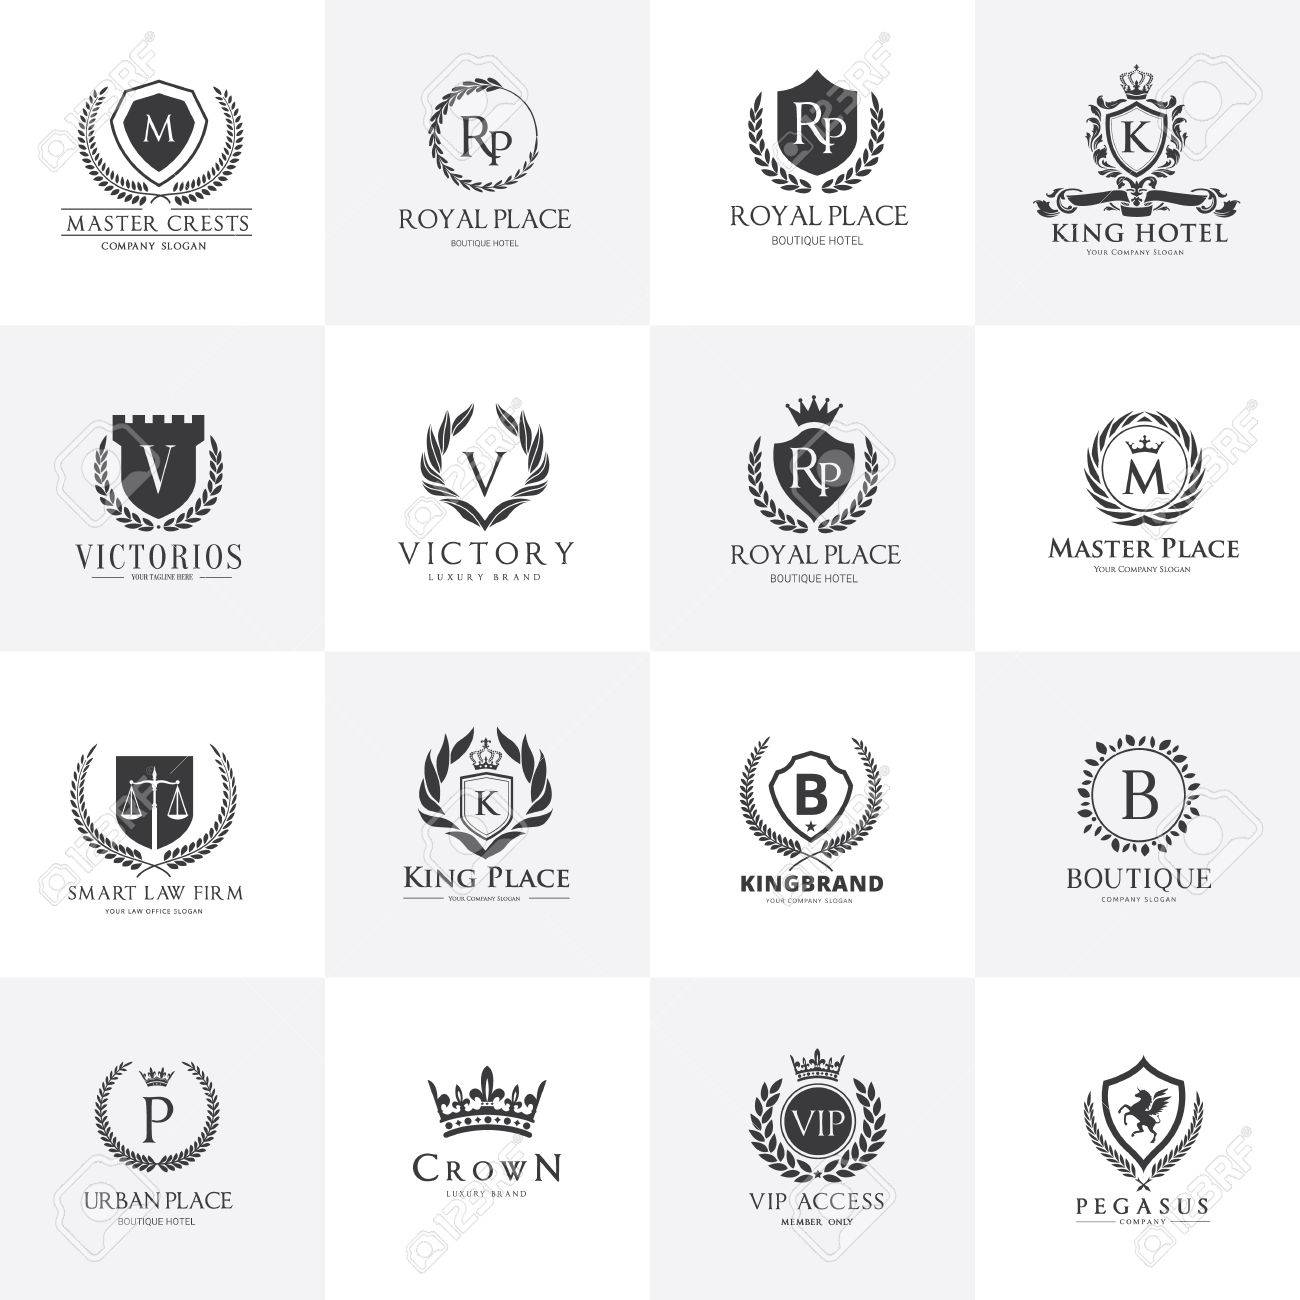 M
MASTER CRESTS
COMPANY SLOGAN
Rp
ROYAL PLACE
BOUTIQUE HOTEL
Rp
ROYAL PLACE
BOUTIQUE HOTEL
K
KING HOTEL
Your Company Slogan
V
VICTORIOS
YOUR TAGLINE HERE
V
VICTORY
LUXURY BRAND
Rp
ROYAL PLACE
BOUTIQUE HOTEL
M
Master Place
Your Company Slogan
SMART LAW FIRM
YOUR LAW OFFICE SLOGAN
K
King Place
Your Company Slogan
B
KINGBRAND
YOUR COMPANY SLOGAN
B
BOUTIQUE
COMPANY SLOGAN
P
URBAN PLACE
BOUTIQUE HOTEL
CROWN
LUXURY BRAND
VIP
VIP ACCESS
MEMBER ONLY
PEGASUS
COMPANY
123RF